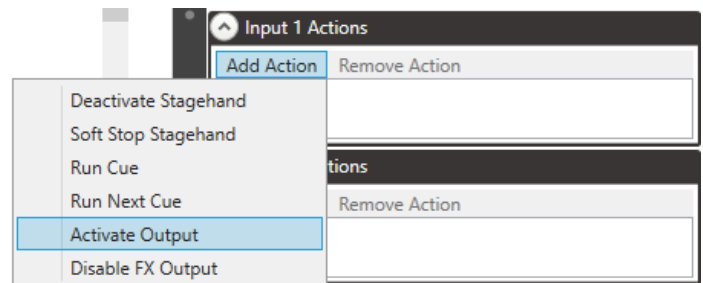 Input 1 Actions
Add Action Remove Action
Deactivate Stagehand
Soft Stop Stagehand
Run Cue
tions
Run Next Cue
Remove Action
Activate Output
Disable FX Output